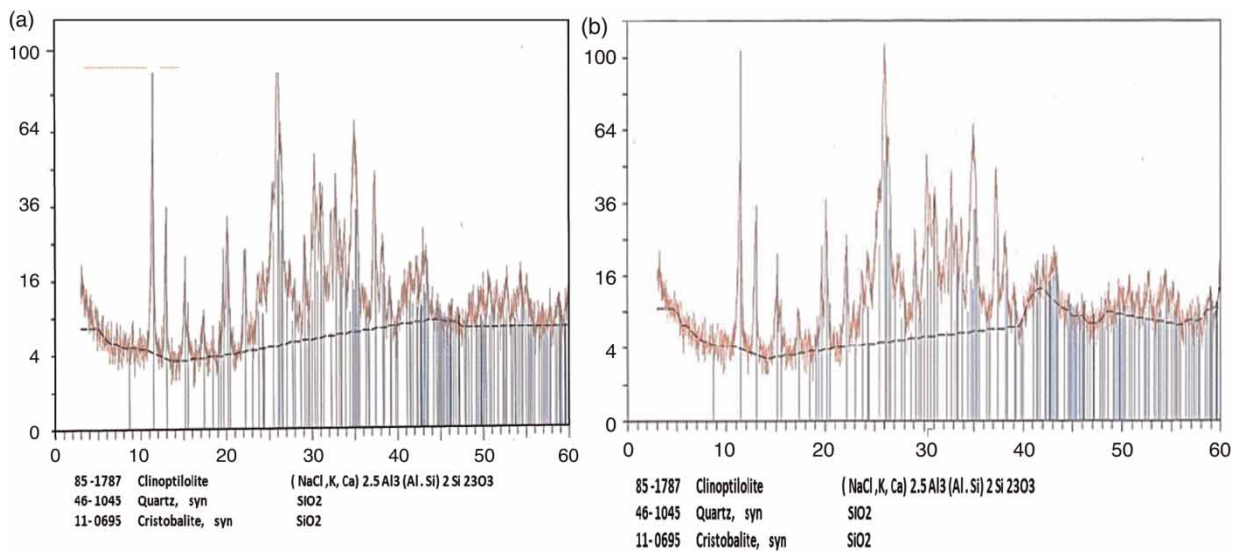 (a)
100
64
36
16
4
0
0 10 20 30 40 50 60
85-1787 Clinoptilolite (NaCl,K, Ca) 2.5 Al3 (Al. Si) 2 Si 23O3
46-1045 Quartz, syn SIO2
11-0695 Cristobalite, syn SiO2
(b)
100
64
36
16
4
0
0 10 20 30 40 50 60
85-1787 Clinoptilolite (NaCl,K, Ca) 2.5 Al3 (Al. Si) 2 Si 23O3
46-1045 Quartz, syn SIO2
11-0695 Cristobalite, syn SiO2